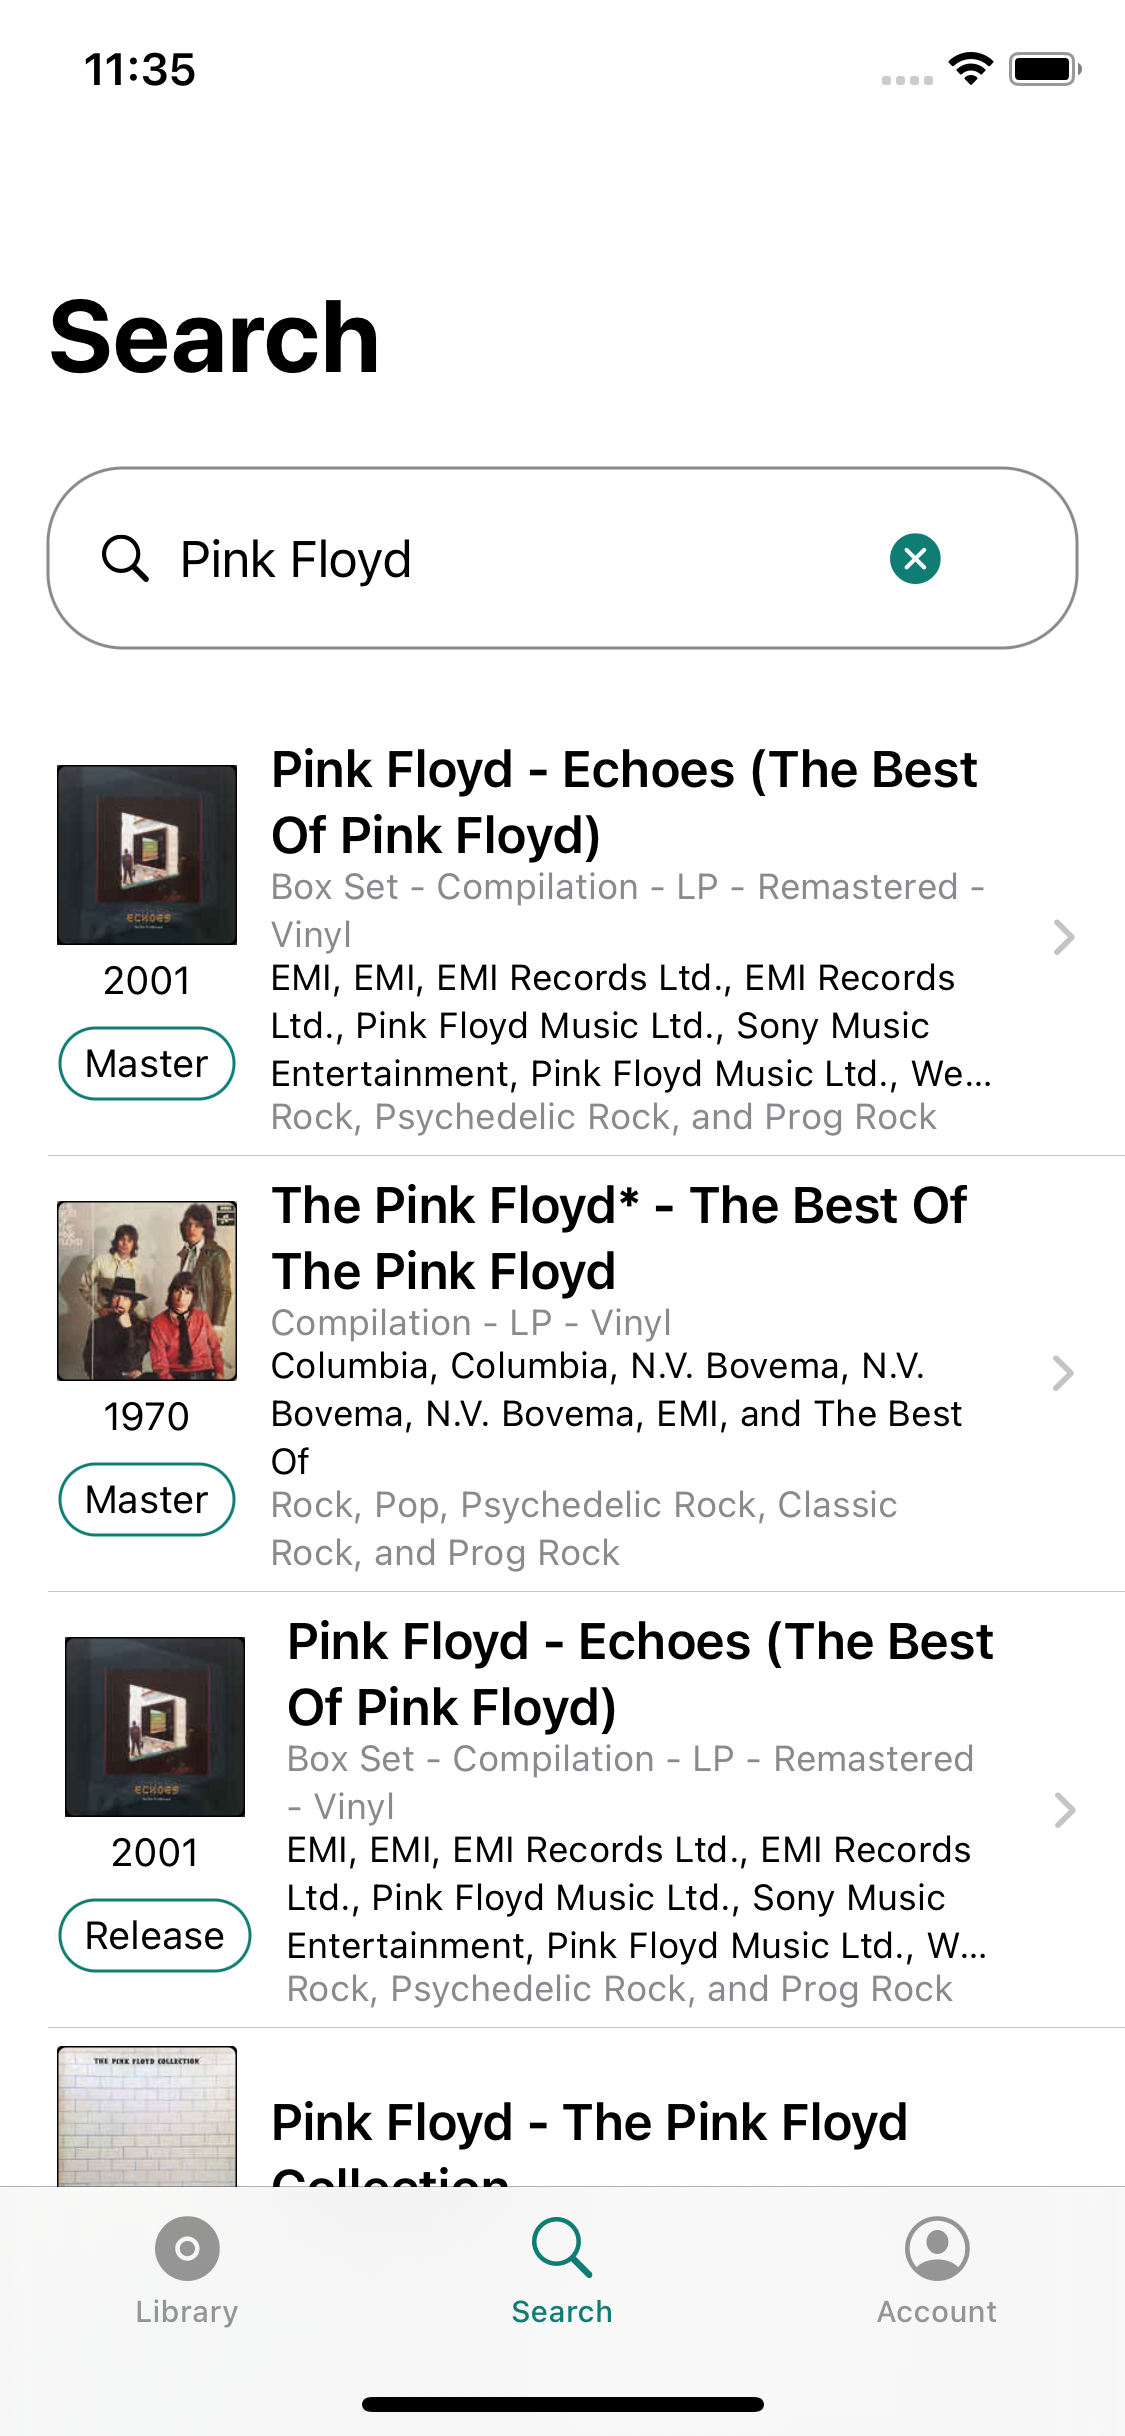 11:35
Search
Pink Floyd
Pink Floyd - Echoes (The Best
Of Pink Floyd)
Box Set - Compilation - LP - Remastered -
Vinyl
EMI, EMI, EMI Records Ltd., EMI Records
Ltd., Pink Floyd Music Ltd., Sony Music
Entertainment, Pink Floyd Music Ltd., We...
Rock, Psychedelic Rock, and Prog Rock
ECHOES
2001
Master
The Pink Floyd* - The Best Of
The Pink Floyd
Compilation - LP - Vinyl
Columbia, Columbia, N.V. Bovema, N.V.
Bovema, N.V. Bovema, EMI, and The Best
Of
Rock, Pop, Psychedelic Rock, Classic
Rock, and Prog Rock
1970
Master
Pink Floyd - Echoes (The Best
Of Pink Floyd)
Box Set - Compilation - LP - Remastered
- Vinyl
EMI, EMI, EMI Records Ltd., EMI Records
Ltd., Pink Floyd Music Ltd., Sony Music
Entertainment, Pink Floyd Music Ltd., W...
Rock, Psychedelic Rock, and Prog Rock
ECHOES
2001
Release
THE PINK FLOYD COLLECTION
Pink Floyd - The Pink Floyd
Collection
Library
Search
Account